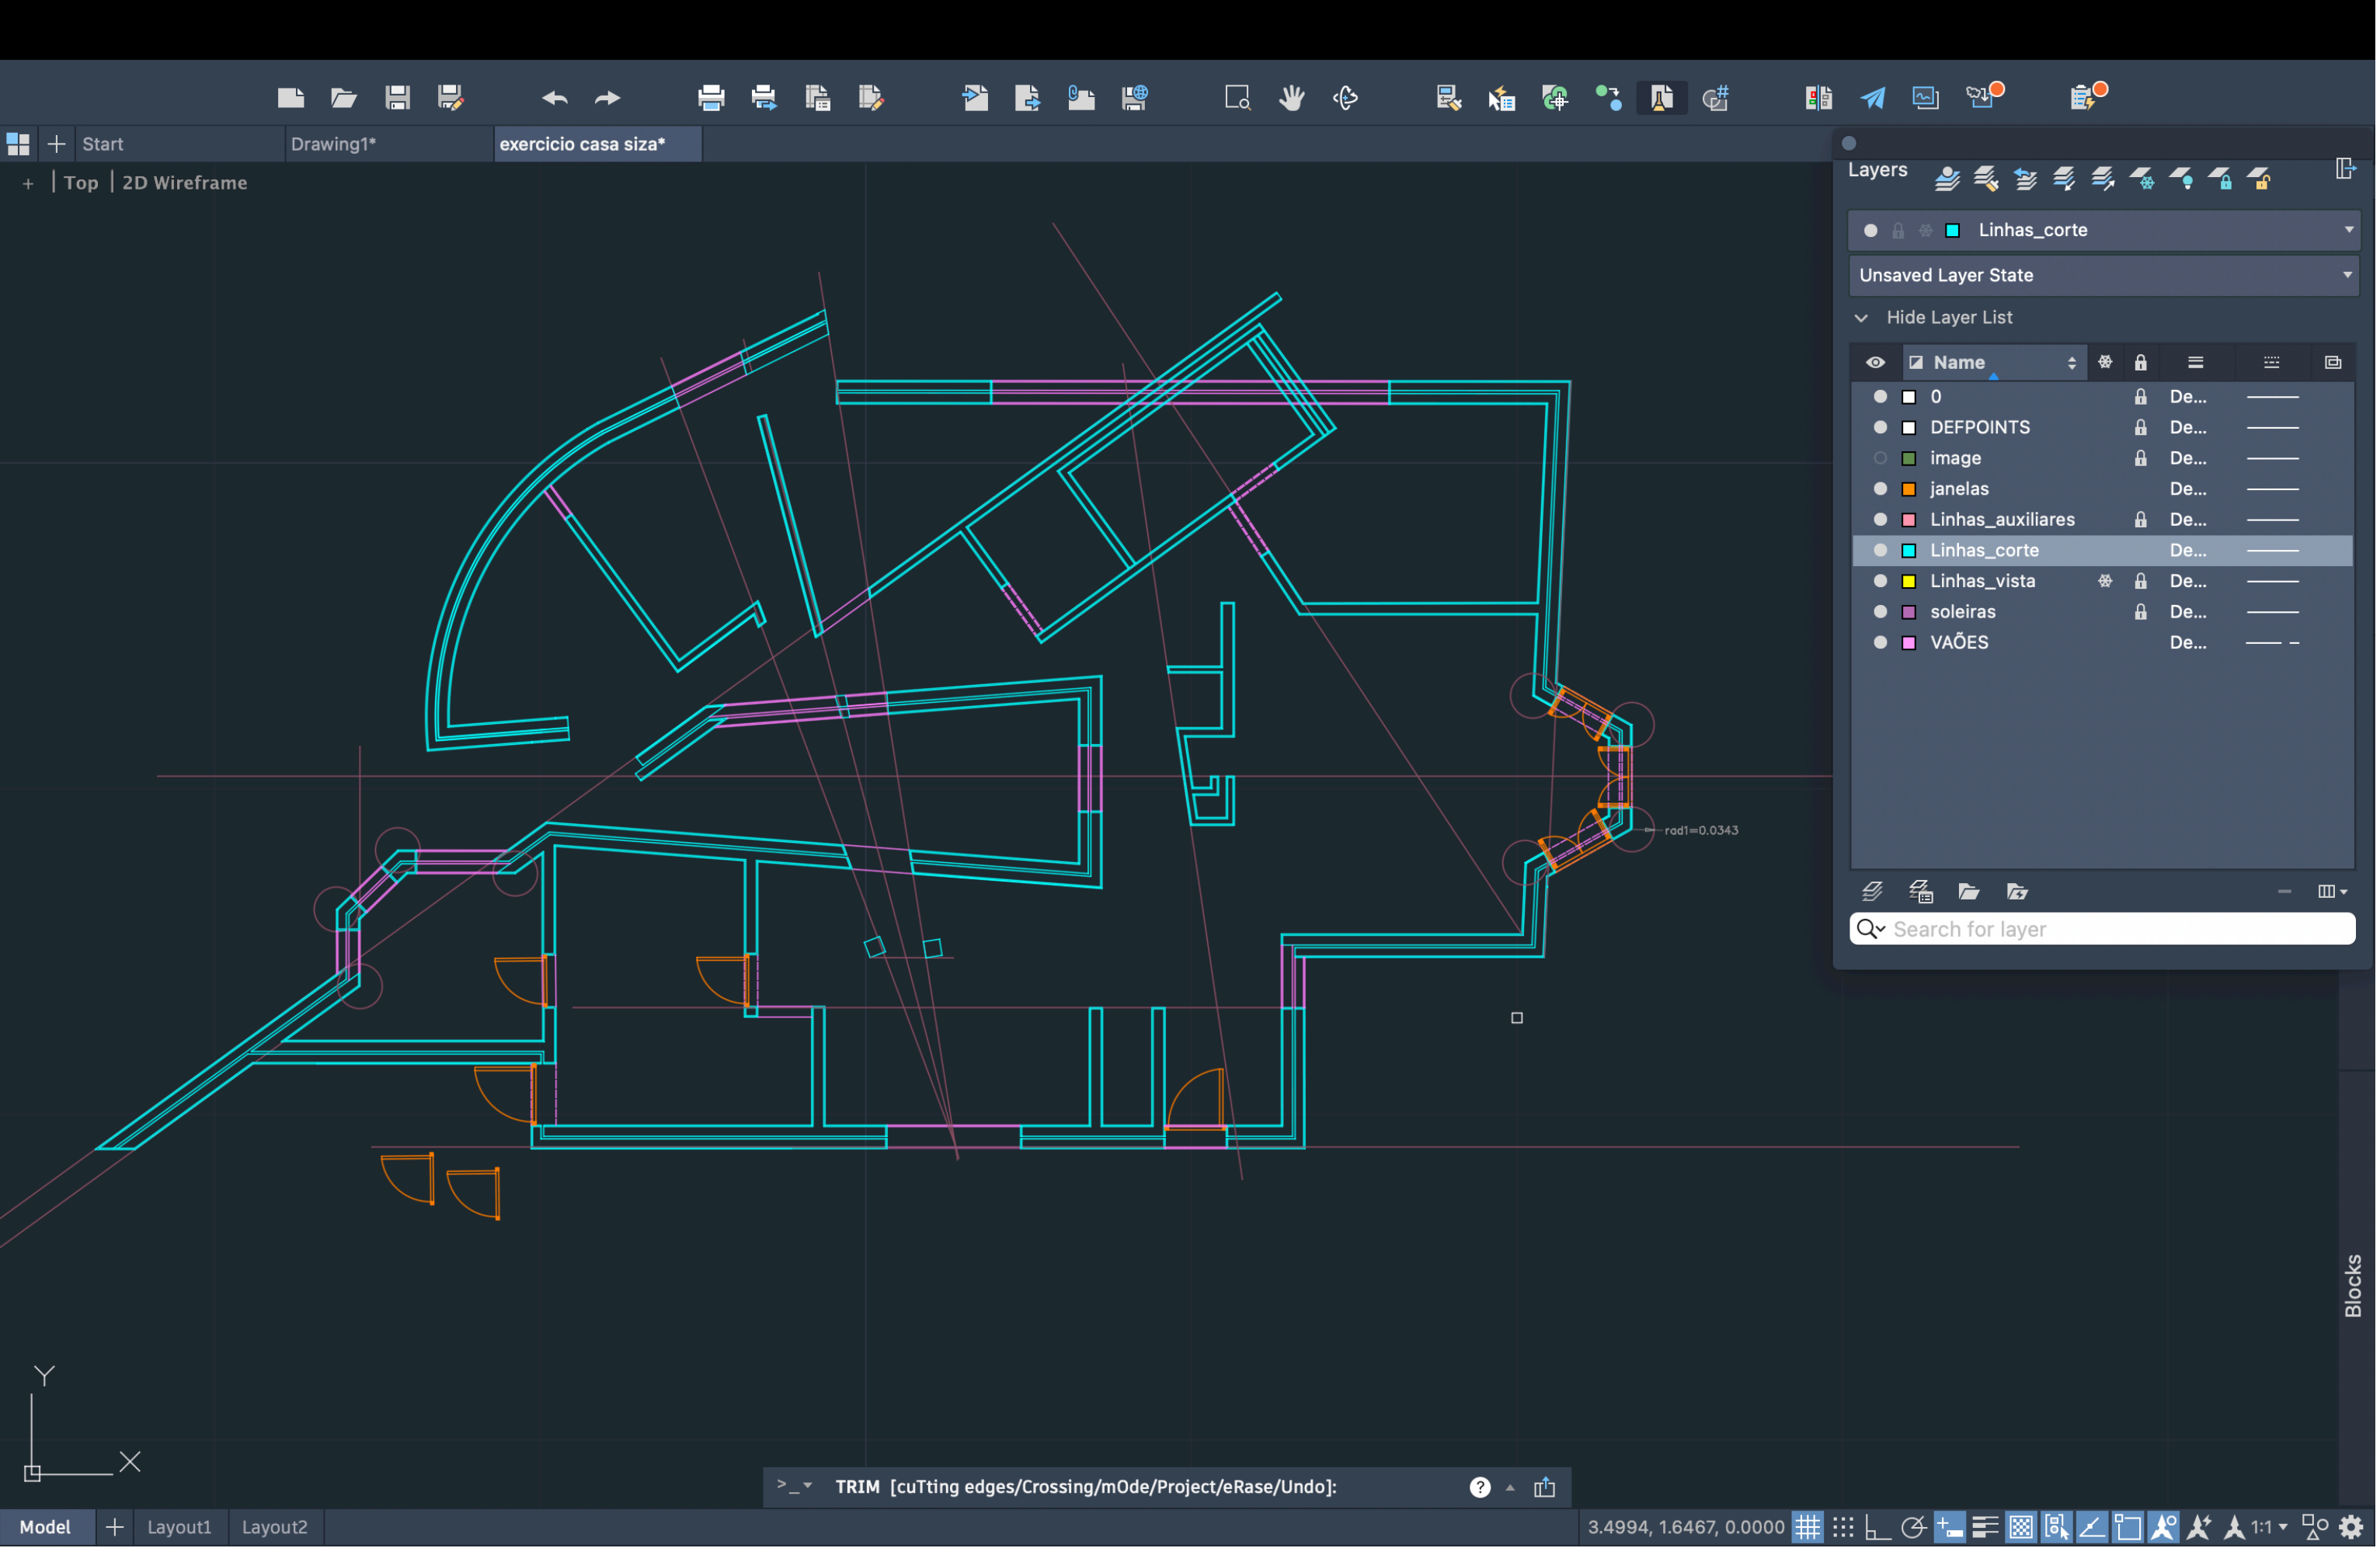 Start
Drawing1*
exercicio casa siza*
+ | Top | 2D Wireframe
Layers
Linhas_corte
Unsaved Layer State
Hide Layer List
Name
0 De...
DEFPOINTS De...
image De...
janelas De...
Linhas_auxiliares De...
Linhas_corte De...
Linhas_vista De...
soleiras De...
VAÕES De...
Search for layer
rad1=0.0343
Blocks
Y
X
>_ TRIM [cuTting edges/Crossing/mOde/Project/eRase/Undo]:
Model
Layout1
Layout2
3.4994, 1.6467, 0.0000
1:1